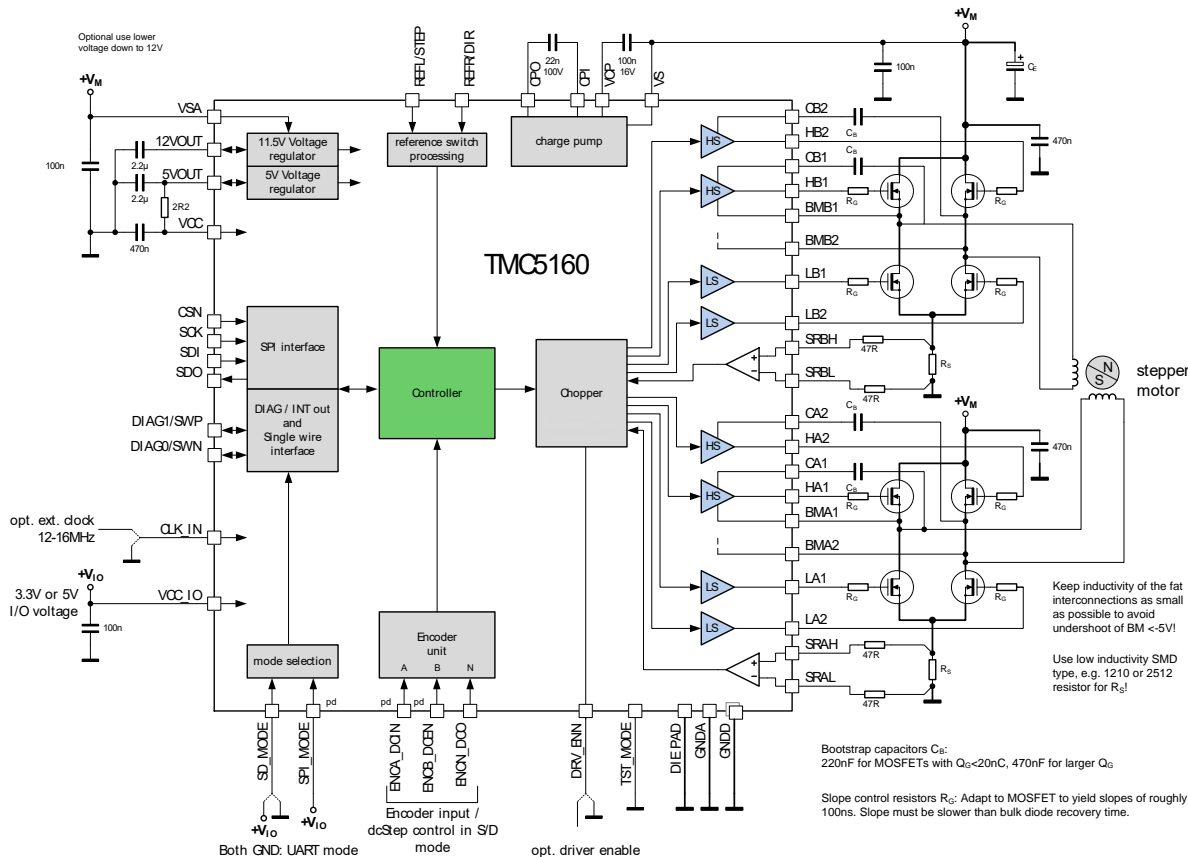 Optional use lower
voltage down to 12V
+VM
REFL/STEP
REFR/DIR
CPO
22n
100V
CPI
VCP
100n
16V
VS
+VM
100n
CE
+
VSA
12VOUT
5VOUT
VCC
100n
2.2µ
2.2µ
2R2
470n
11.5V Voltage
regulator
5V Voltage
regulator
reference switch
processing
charge pump
TMC5160
HS
HS
LS
LS
CB2
HB2
CB1
HB1
BMB1
BMB2
LB1
LB2
SRBH
SRBL
CB
CB
RG
RG
RG
RG
470n
47R
47R
RS
CSN
SCK
SDI
SDO
DIAG1/SWP
DIAG0/SWN
SPI interface
DIAG / INT out
and
Single wire
interface
Controller
Chopper
+
−
N
S
stepper
motor
+VM
HS
HS
LS
LS
CA2
HA2
CA1
HA1
BMA1
BMA2
LA1
LA2
SRAH
SRAL
CB
CB
RG
RG
RG
RG
470n
47R
47R
RS
+
−
opt. ext. clock
12-16MHz
CLK_IN
+VIO
3.3V or 5V
I/O voltage
VCC_IO
100n
mode selection
Encoder
unit
A B N
pd
pd
pd
SD_MODE
SPI_MODE
ENCA_DCIN
ENCB_DCEN
ENCN_DCO
DRV_ENN
TST_MODE
DIE PAD
GNDA
GNDD
+VIO
+VIO
Both GND: UART mode
Encoder input /
dcStep control in S/D
mode
opt. driver enable
Keep inductivity of the fat
interconnections as small
as possible to avoid
undershoot of BM <-5V!
Use low inductivity SMD
type, e.g. 1210 or 2512
resistor for RS!
Bootstrap capacitors CB:
220nF for MOSFETs with QG<20nC, 470nF for larger QG
Slope control resistors RG: Adapt to MOSFET to yield slopes of roughly
100ns. Slope must be slower than bulk diode recovery time.